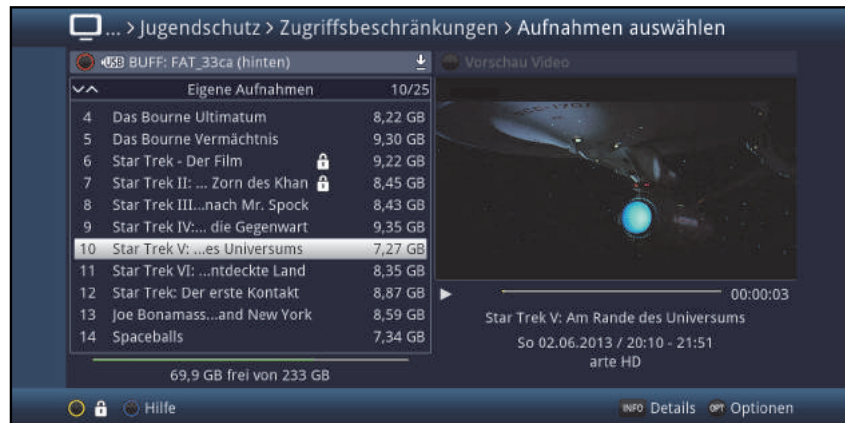 ... > Jugendschutz > Zugriffsbeschränkungen > Aufnahmen auswählen
USB BUFF: FAT_33ca (hinten)
Vorschau Video
Eigene Aufnahmen 10/25
4 Das Bourne Ultimatum 8,22 GB
5 Das Bourne Vermächtnis 9,30 GB
6 Star Trek - Der Film 9,22 GB
7 Star Trek II: ... Zorn des Khan 8,45 GB
8 Star Trek III...nach Mr. Spock 8,43 GB
9 Star Trek IV:... die Gegenwart 9,35 GB
10 Star Trek V: ...es Universums 7,27 GB
11 Star Trek VI: ...ntdeckte Land 8,35 GB
12 Star Trek: Der erste Kontakt 8,87 GB
13 Joe Bonamass...and New York 8,59 GB
14 Spaceballs 7,34 GB
69,9 GB frei von 233 GB
00:00:03
Star Trek V: Am Rande des Universums
So 02.06.2013 / 20:10 - 21:51
arte HD
Hilfe
INFO Details OPT Optionen